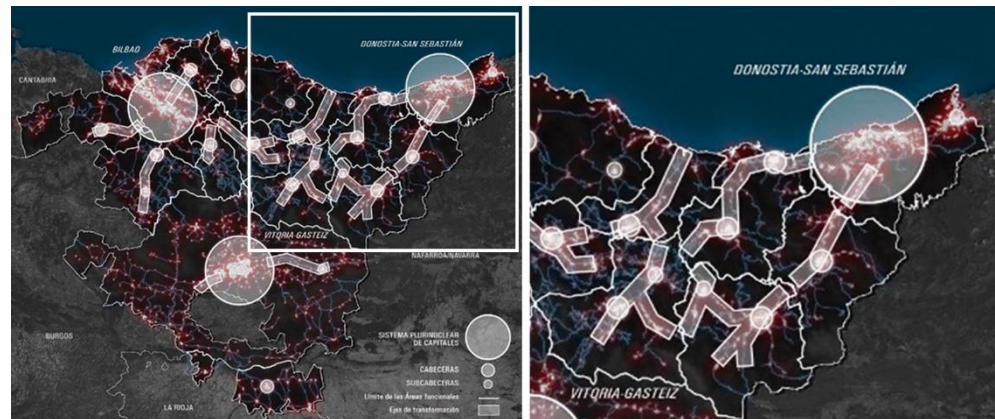 BILBAO
DONOSTIA-SAN SEBASTIÁN
CANTABRIA
VITORIA-GASTEIZ
NAFARROA/NAVARRA
BURGOS
LA RIOJA
SISTEMA PLURINUCLEAR
DE CAPITALES
CABECERAS
SUBCABECERAS
Límite de las Áreas funcionales
Ejes de transformación
DONOSTIA-SAN SEBASTIÁN
VITORIA-GASTEIZ